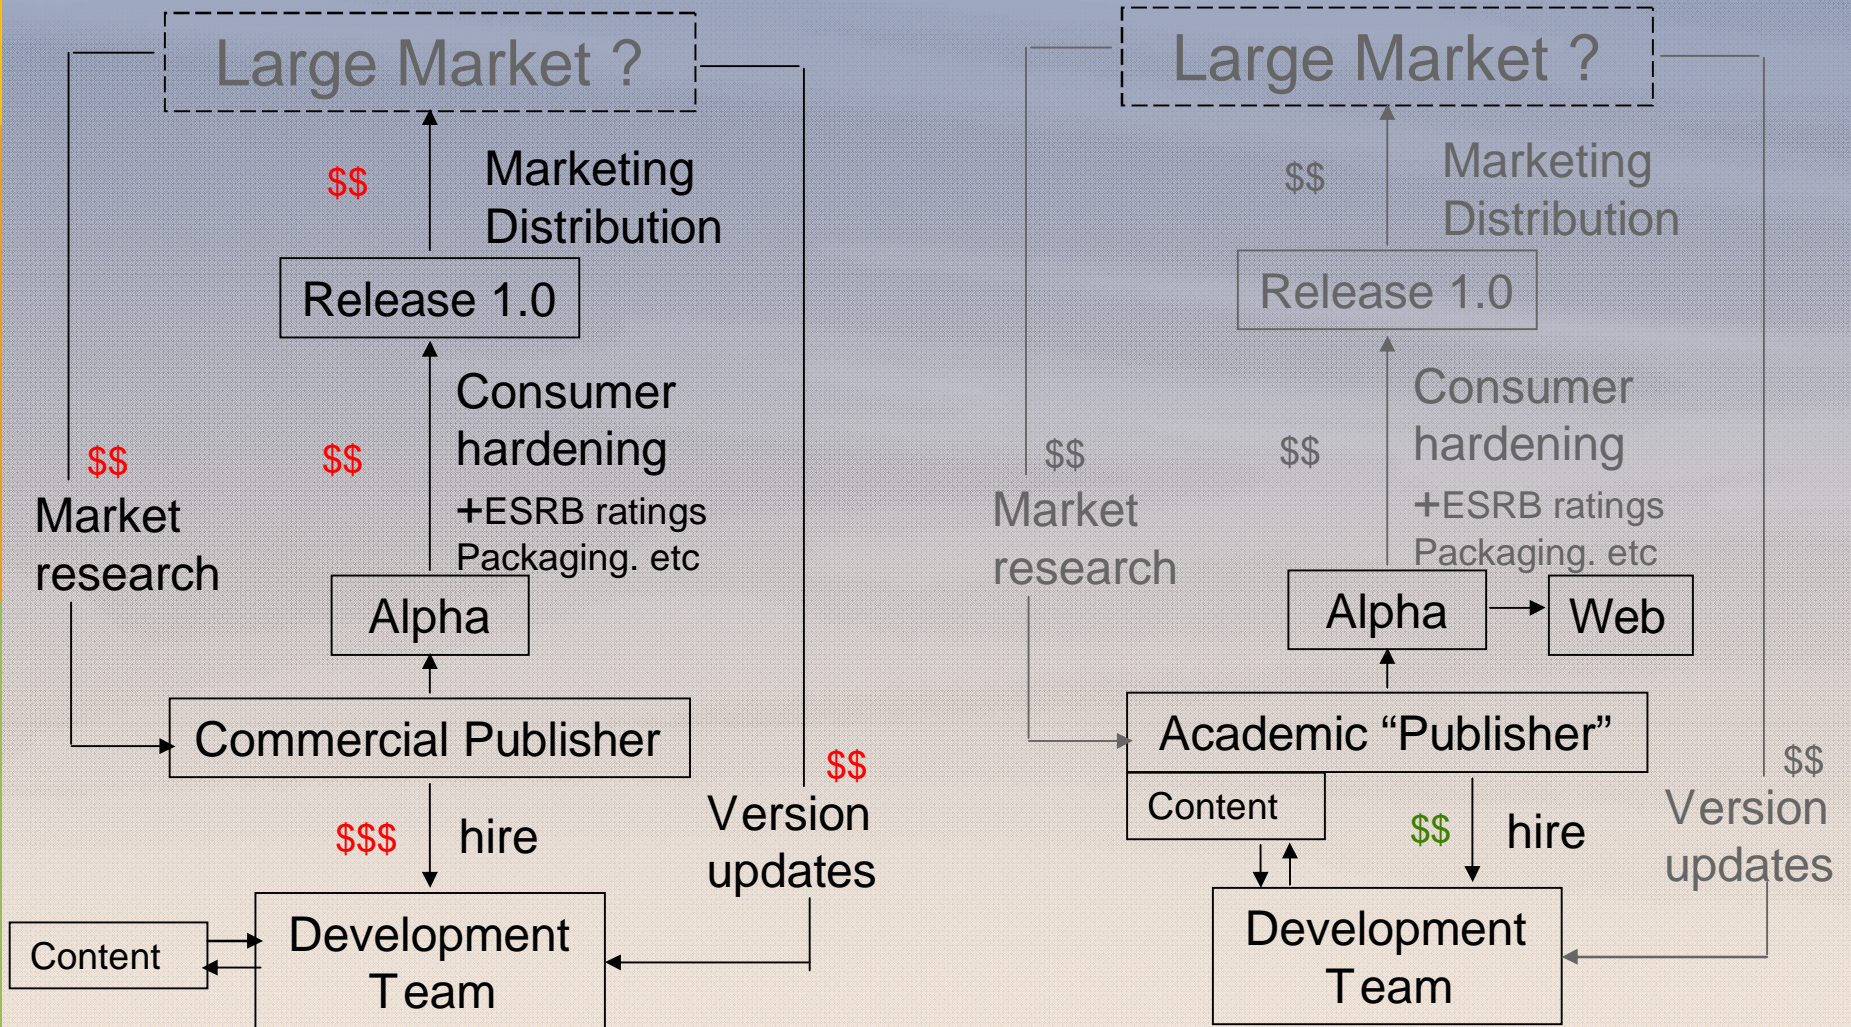 Large Market ?
$$
Marketing
Distribution
Release 1.0
$$
Market
research
$$
Consumer
hardening
+ESRB ratings
Packaging. etc
Alpha
Commercial Publisher
$$$
hire
$$
Version
updates
Content
Development
Team
Large Market ?
$$
Marketing
Distribution
Release 1.0
$$
Market
research
$$
Consumer
hardening
+ESRB ratings
Packaging. etc
Alpha
Web
Academic “Publisher”
Content
$$
hire
$$
Version
updates
Development
Team